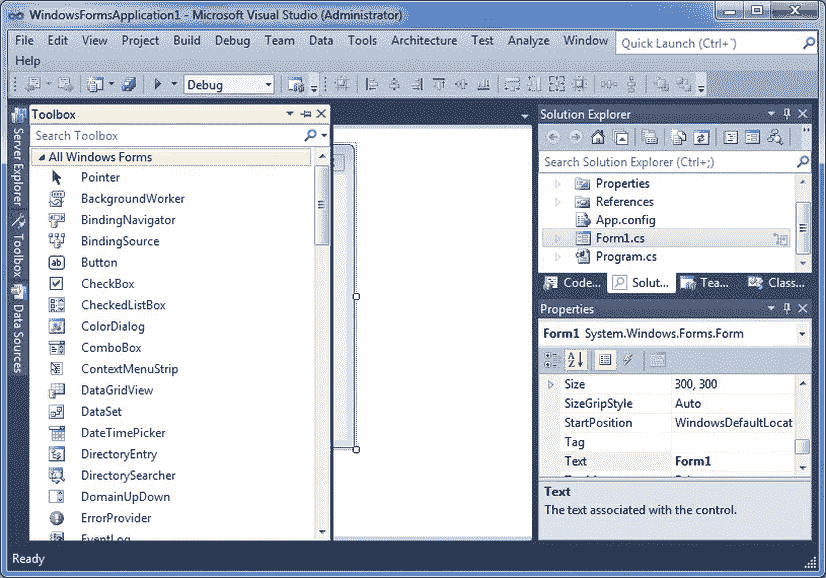 WindowsFormsApplication1 - Microsoft Visual Studio (Administrator)
File Edit View Project Build Debug Team Data Tools Architecture Test Analyze Window
Help
Quick Launch (Ctrl+`)
Debug
Server Explorer
Toolbox
Data Sources
Toolbox
Search Toolbox
All Windows Forms
Pointer
BackgroundWorker
BindingNavigator
BindingSource
Button
CheckBox
CheckedListBox
ColorDialog
ComboBox
ContextMenuStrip
DataGridView
DataSet
DateTimePicker
DirectoryEntry
DirectorySearcher
DomainUpDown
ErrorProvider
EventLog
Solution Explorer
Search Solution Explorer (Ctrl+;)
Properties
References
App.config
Form1.cs
Program.cs
Code... Solut... Tea... Class...
Properties
Form1 System.Windows.Forms.Form
Size 300, 300
SizeGripStyle Auto
StartPosition WindowsDefaultLocat
Tag
Text Form1
Text
The text associated with the control.
Ready